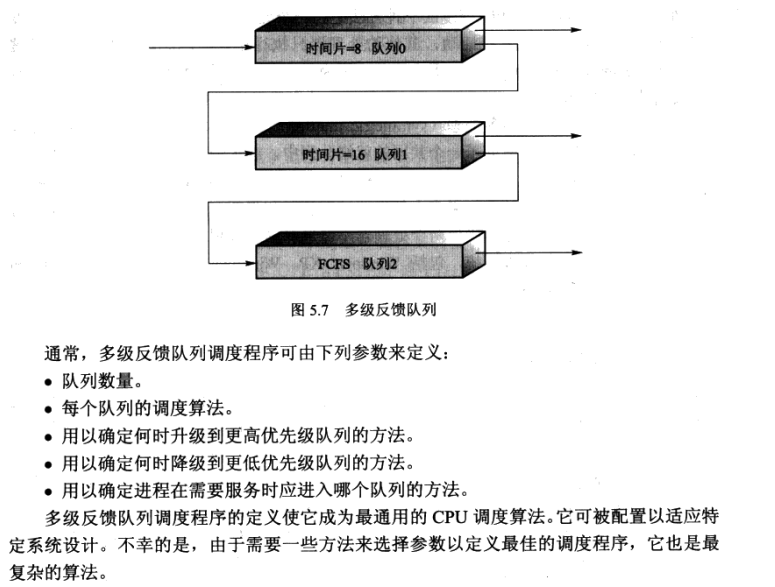 时间片=8 队列0
时间片=16 队列1
FCFS 队列2
图 5.7 多级反馈队列
通常，多级反馈队列调度程序可由下列参数来定义：
● 队列数量。
● 每个队列的调度算法。
● 用以确定何时升级到更高优先级队列的方法。
● 用以确定何时降级到更低优先级队列的方法。
● 用以确定进程在需要服务时应进入哪个队列的方法。
多级反馈队列调度程序的定义使它成为最通用的 CPU 调度算法。它可被配置以适应特
定系统设计。不幸的是，由于需要一些方法来选择参数以定义最佳的调度程序，它也是最
复杂的算法。